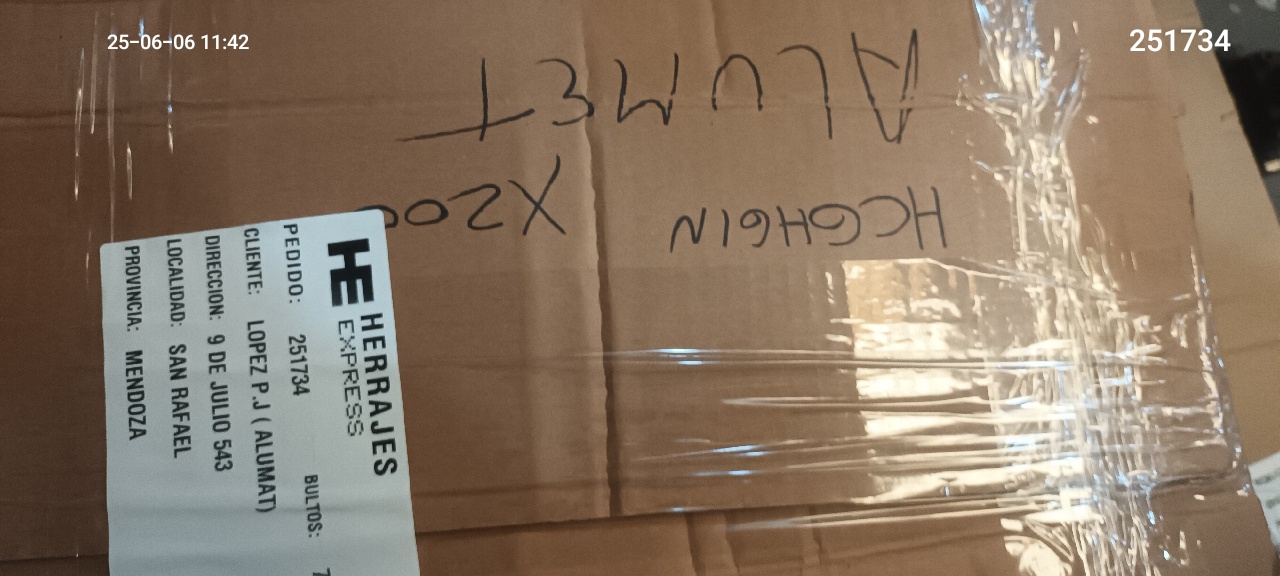 25-06-06 11:42
251734
ALUMET
HCGHGIN X200
HE HERRAJES
EXPRESS
PEDIDO: 251734 BULTOS: 7
CLIENTE: LOPEZ P.J ( ALUMAT)
DIRECCION: 9 DE JULIO 543
LOCALIDAD: SAN RAFAEL
PROVINCIA: MENDOZA